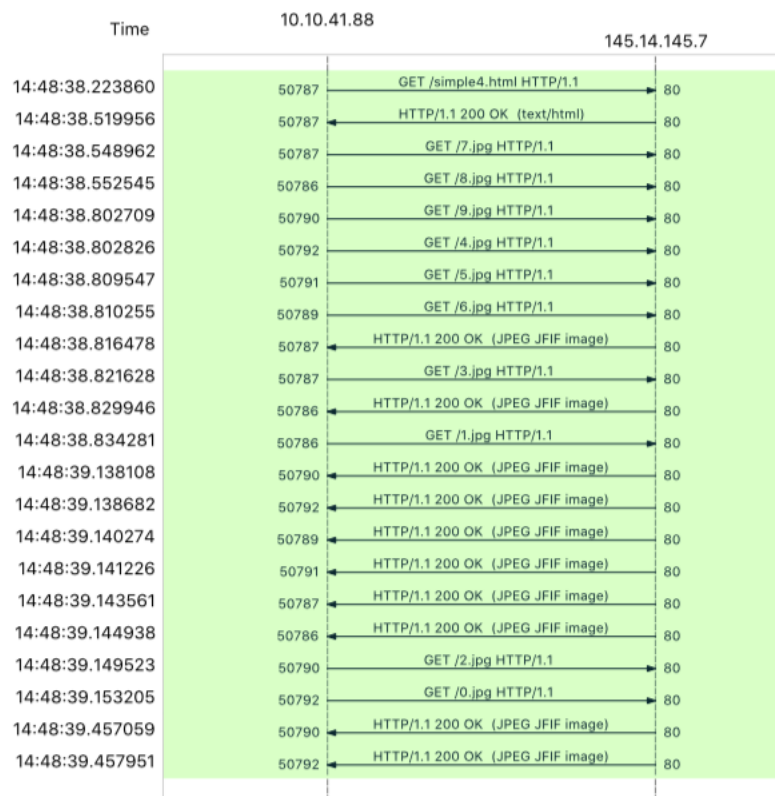 Time 10.10.41.88 145.14.145.7
14:48:38.223860 50787 GET /simple4.html HTTP/1.1 80
14:48:38.519956 50787 HTTP/1.1 200 OK (text/html) 80
14:48:38.548962 50787 GET /7.jpg HTTP/1.1 80
14:48:38.552545 50786 GET /8.jpg HTTP/1.1 80
14:48:38.802709 50790 GET /9.jpg HTTP/1.1 80
14:48:38.802826 50792 GET /4.jpg HTTP/1.1 80
14:48:38.809547 50791 GET /5.jpg HTTP/1.1 80
14:48:38.810255 50789 GET /6.jpg HTTP/1.1 80
14:48:38.816478 50787 HTTP/1.1 200 OK (JPEG JFIF image) 80
14:48:38.821628 50787 GET /3.jpg HTTP/1.1 80
14:48:38.829946 50786 HTTP/1.1 200 OK (JPEG JFIF image) 80
14:48:38.834281 50786 GET /1.jpg HTTP/1.1 80
14:48:39.138108 50790 HTTP/1.1 200 OK (JPEG JFIF image) 80
14:48:39.138682 50792 HTTP/1.1 200 OK (JPEG JFIF image) 80
14:48:39.140274 50789 HTTP/1.1 200 OK (JPEG JFIF image) 80
14:48:39.141226 50791 HTTP/1.1 200 OK (JPEG JFIF image) 80
14:48:39.143561 50787 HTTP/1.1 200 OK (JPEG JFIF image) 80
14:48:39.144938 50786 HTTP/1.1 200 OK (JPEG JFIF image) 80
14:48:39.149523 50790 GET /2.jpg HTTP/1.1 80
14:48:39.153205 50792 GET /0.jpg HTTP/1.1 80
14:48:39.457059 50790 HTTP/1.1 200 OK (JPEG JFIF image) 80
14:48:39.457951 50792 HTTP/1.1 200 OK (JPEG JFIF image) 80